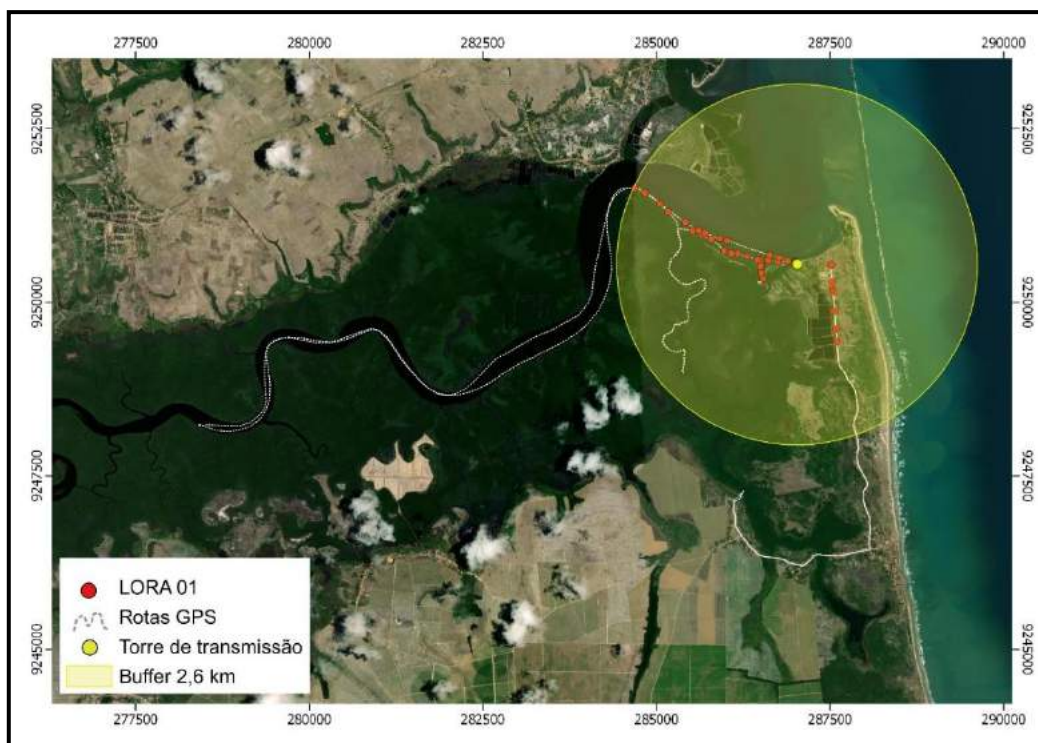 277500 280000 282500 285000 287500 290000
9252500 9252500
9250000 9250000
9247500 9247500
9245000 9245000
LORA 01
Rotas GPS
Torre de transmissão
Buffer 2,6 km
277500 280000 282500 285000 287500 290000